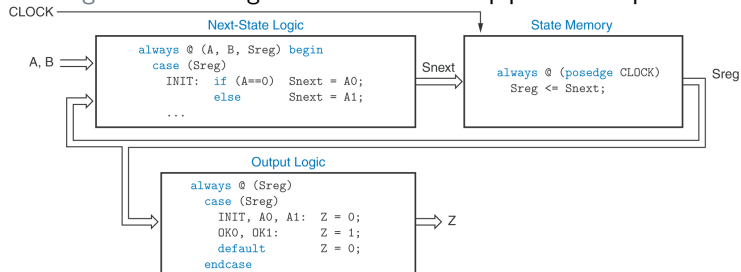 CLOCK
Next-State Logic
State Memory
A, B
always @ (A, B, Sreg) begin
case (Sreg)
INIT: if (A==0) Snext = A0;
else Snext = A1;
...
Snext
always @ (posedge CLOCK)
Sreg <= Snext;
Sreg
Output Logic
always @ (Sreg)
case (Sreg)
INIT, A0, A1: Z = 0;
OK0, OK1: Z = 1;
default Z = 0;
endcase
Z